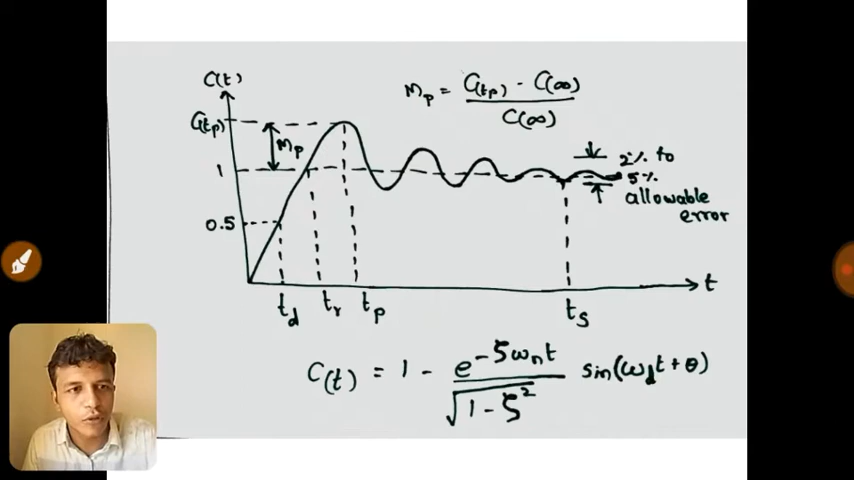 C(t)
Mp = C(tp) - C(∞) / C(∞)
C(tp)
Mp
1
2% to
5%
allowable
error
0.5
td tr tp ts t
C(t) = 1 - e^-ζωnt / √1-ζ² sin(ωdt+θ)